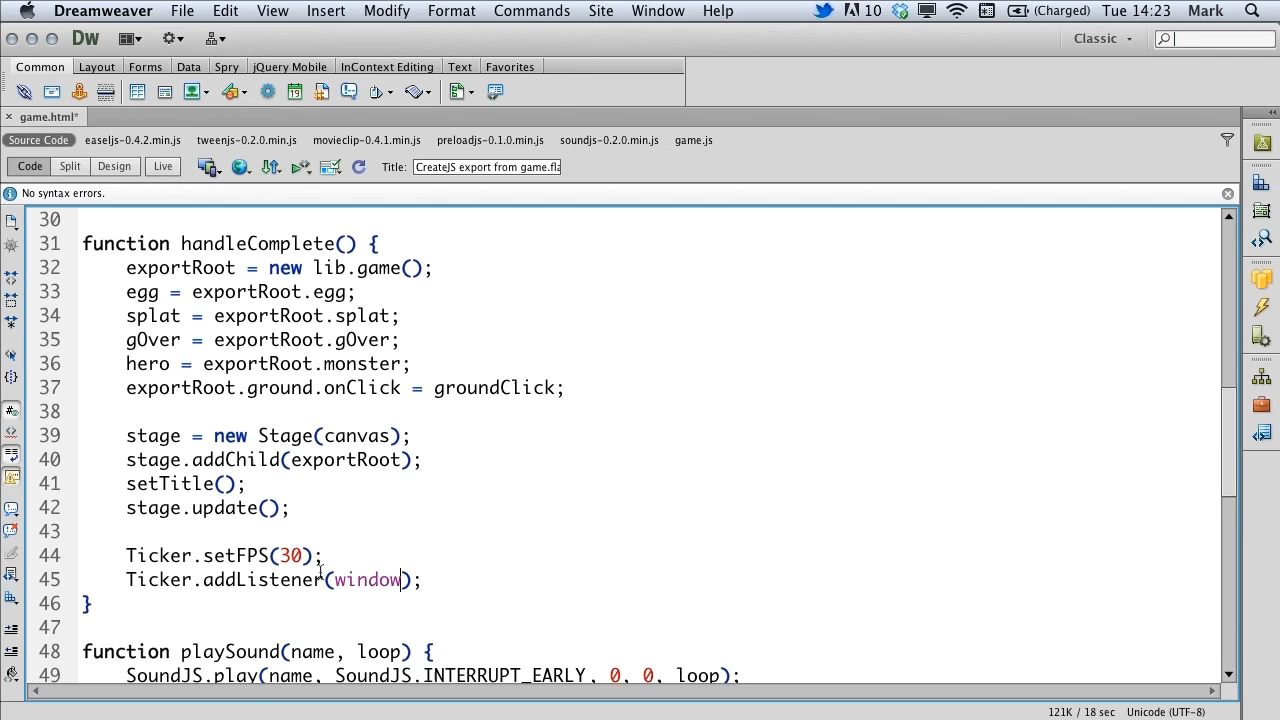 Dreamweaver File Edit View Insert Modify Format Commands Site Window Help 10 (Charged) Tue 14:23 Mark
Dw Classic
Common Layout Forms Data Spry jQuery Mobile InContext Editing Text Favorites
game.html*
Source Code easeljs-0.4.2.min.js tweenjs-0.2.0.min.js movieclip-0.4.1.min.js preloadjs-0.1.0.min.js soundjs-0.2.0.min.js game.js
Code Split Design Live Title: CreateJS export from game.fla
No syntax errors.
30
31 function handleComplete() {
32 exportRoot = new lib.game();
33 egg = exportRoot.egg;
34 splat = exportRoot.splat;
35 gOver = exportRoot.gOver;
36 hero = exportRoot.monster;
37 exportRoot.ground.onClick = groundClick;
38
39 stage = new Stage(canvas);
40 stage.addChild(exportRoot);
41 setTitle();
42 stage.update();
43
44 Ticker.setFPS(30);
45 Ticker.addListener(window);
46 }
47
48 function playSound(name, loop) {
49 SoundJS.play(name, SoundJS.INTERRUPT_EARLY, 0, 0, loop);
121K / 18 sec Unicode (UTF-8)